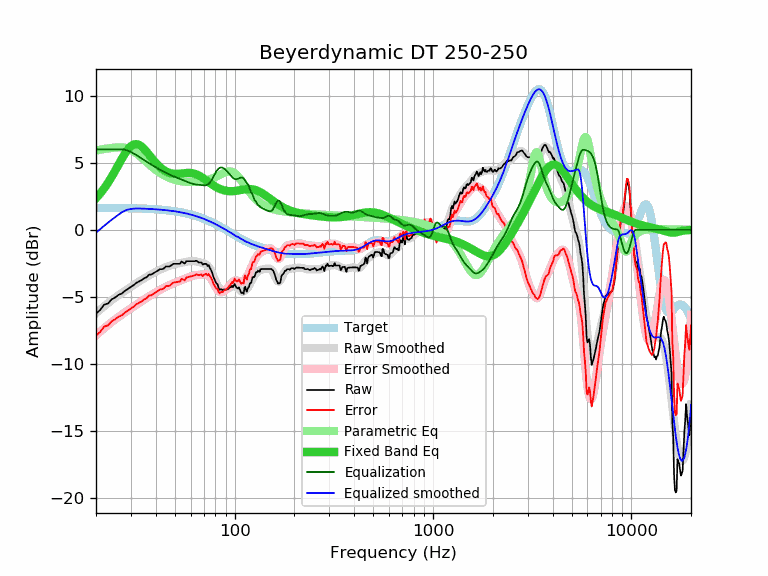 Beyerdynamic DT 250-250
10
5
0
−5
−10
−15
−20
Amplitude (dBr)
Target
Raw Smoothed
Error Smoothed
Raw
Error
Parametric Eq
Fixed Band Eq
Equalization
Equalized smoothed
100
1000
10000
Frequency (Hz)